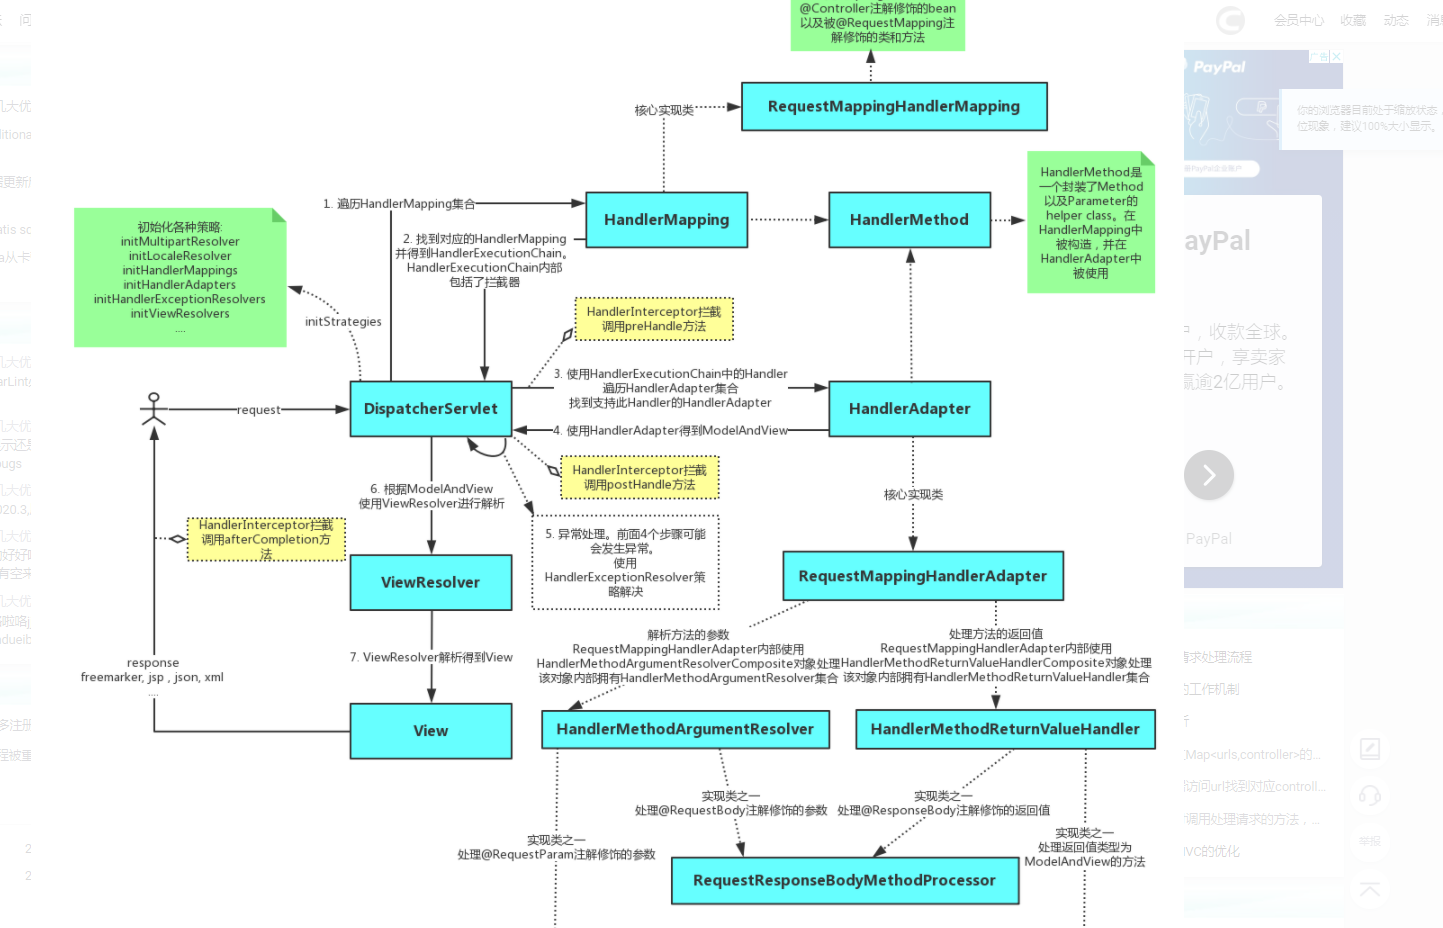 @Controller注解修饰的bean
以及被@RequestMapping注
解修饰的类和方法
会员中心
收藏
动态
RequestMappingHandlerMapping
核心实现类
HandlerMethod是
一个封装了Method
以及Parameter的
helper class。在
HandlerMapping中
被构造，并在
HandlerAdapter中
被使用
1. 遍历HandlerMapping集合
HandlerMapping
HandlerMethod
2. 找到对应的HandlerMapping
并得到HandlerExecutionChain。
HandlerExecutionChain内部
包括了拦截器
初始化各种策略:
initMultipartResolver
initLocaleResolver
initHandlerMappings
initHandlerAdapters
initHandlerExceptionResolvers
initViewResolvers
....
initStrategies
HandlerInterceptor拦截
调用preHandle方法
3. 使用HandlerExecutionChain中的Handler
遍历HandlerAdapter集合
找到支持此Handler的HandlerAdapter
request
DispatcherServlet
HandlerAdapter
4. 使用HandlerAdapter得到ModelAndView
HandlerInterceptor拦截
调用postHandle方法
6. 根据ModelAndView
使用ViewResolver进行解析
核心实现类
HandlerInterceptor拦截
调用afterCompletion方
法
5. 异常处理。前面4个步骤可能
会发生异常。
使用
HandlerExceptionResolver策
略解决
ViewResolver
RequestMappingHandlerAdapter
解析方法的参数
RequestMappingHandlerAdapter内部使用
HandlerMethodArgumentResolverComposite对象处理
该对象内部拥有HandlerMethodArgumentResolver集合
处理方法的返回值
RequestMappingHandlerAdapter内部使用
HandlerMethodReturnValueHandlerComposite对象处理
该对象内部拥有HandlerMethodReturnValueHandler集合
7. ViewResolver解析得到View
response
freemarker, jsp , json, xml
....
View
HandlerMethodArgumentResolver
HandlerMethodReturnValueHandler
实现类之一
处理@RequestBody注解修饰的参数
实现类之一
处理@ResponseBody注解修饰的返回值
实现类之一
处理@RequestParam注解修饰的参数
实现类之一
处理返回值类型为
ModelAndView的方法
RequestResponseBodyMethodProcessor
广告
PayPal
你的浏览器目前处于缩放状态，
位现象，建议100%大小显示。
PayPal企业账户
ayPal
，收款全球。
开户，享卖家
赢逾2亿用户。
PayPal
请求处理流程
的工作机制
析
Map<urls,controller>的...
访问url找到对应controll...
调用处理请求的方法，...
MVC的优化
举报